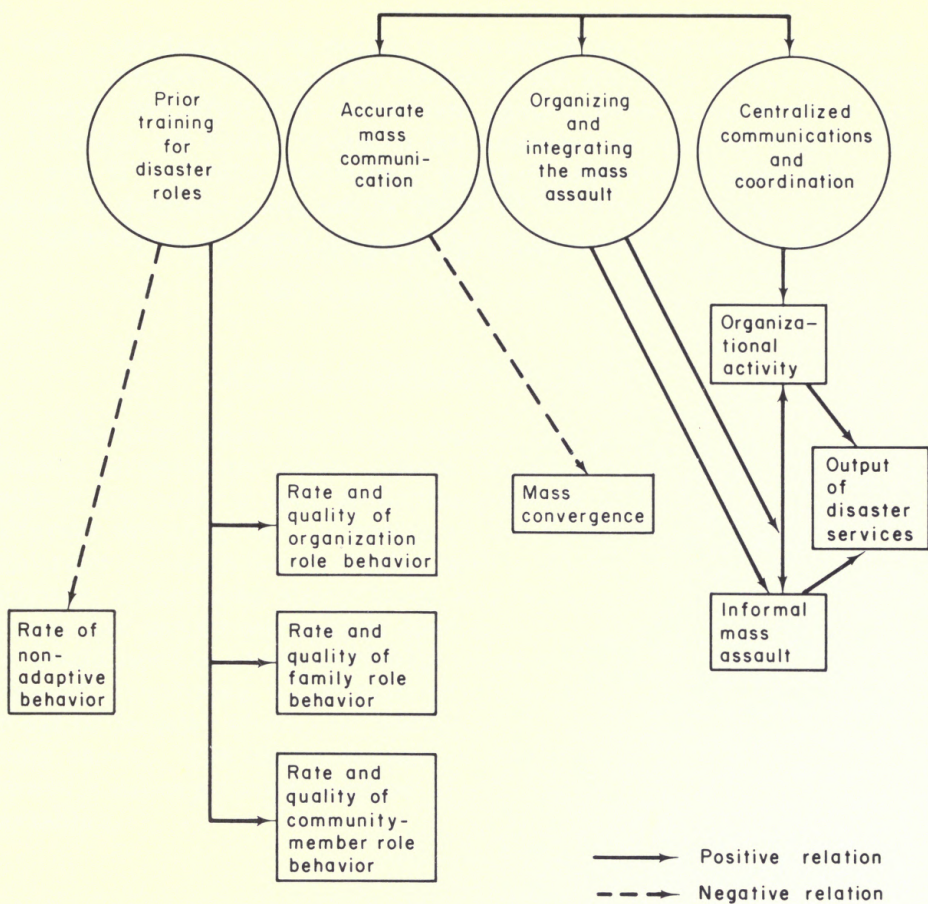 Prior
training
for
disaster
roles
Accurate
mass
communi-
cation
Organizing
and
integrating
the mass
assault
Centralized
communications
and
coordination
Organiza-
tional
activity
Output
of
disaster
services
Rate and
quality of
organization
role behavior
Mass
convergence
Informal
mass
assault
Rate of
non-
adaptive
behavior
Rate and
quality of
family role
behavior
Rate and
quality of
community-
member role
behavior
Positive relation
Negative relation